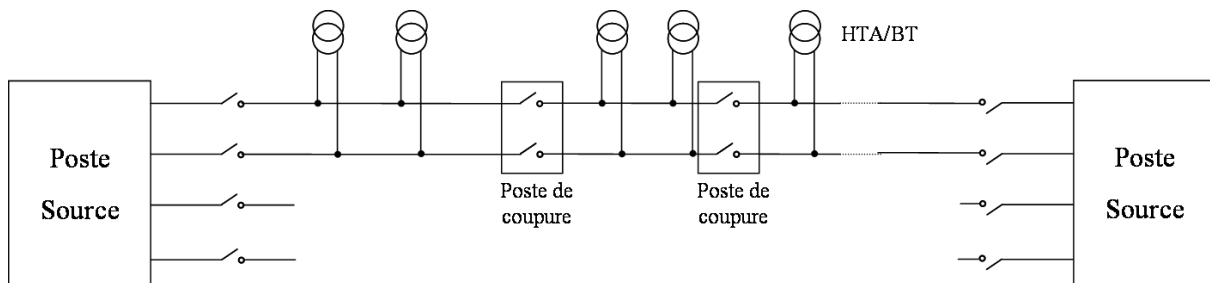 HTA/BT
Poste
Source
Poste de
coupure
Poste de
coupure
Poste
Source